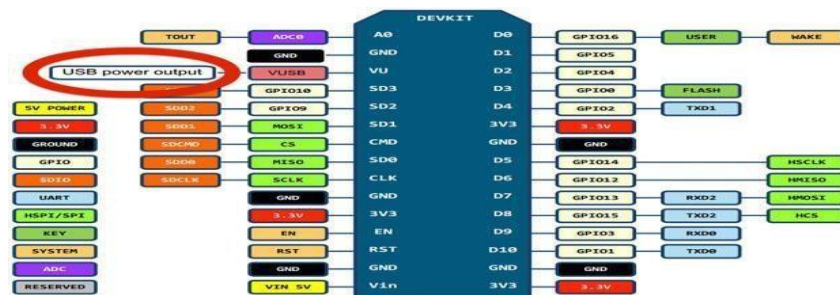 DEVKIT
TOUT ADC0 A0 D0 GPIO16 USER WAKE
GND GND D1 GPIO5
USB power output VUSB VU D2 GPIO4
GPIO10 SD3 D3 GPIO0 FLASH
5V POWER SDD2 GPIO9 SD2 D4 GPIO2 TXD1
3.3V SDD1 MOSI SD1 3V3 3.3V
GROUND SDCMD CS CMD GND GND
GPIO SDD0 MISO SD0 D5 GPIO14 HSCLK
SDIO SDCLK SCLK CLK D6 GPIO12 HMISO
UART GND GND D7 GPIO13 RXD2 HMOSI
HSPI/SPI 3.3V 3V3 D8 GPIO15 TXD2 HCS
KEY EN EN D9 GPIO3 RXD0
SYSTEM RST RST D10 GPIO1 TXD0
ADC GND GND GND GND
RESERVED VIN 5V Vin 3V3 3.3V